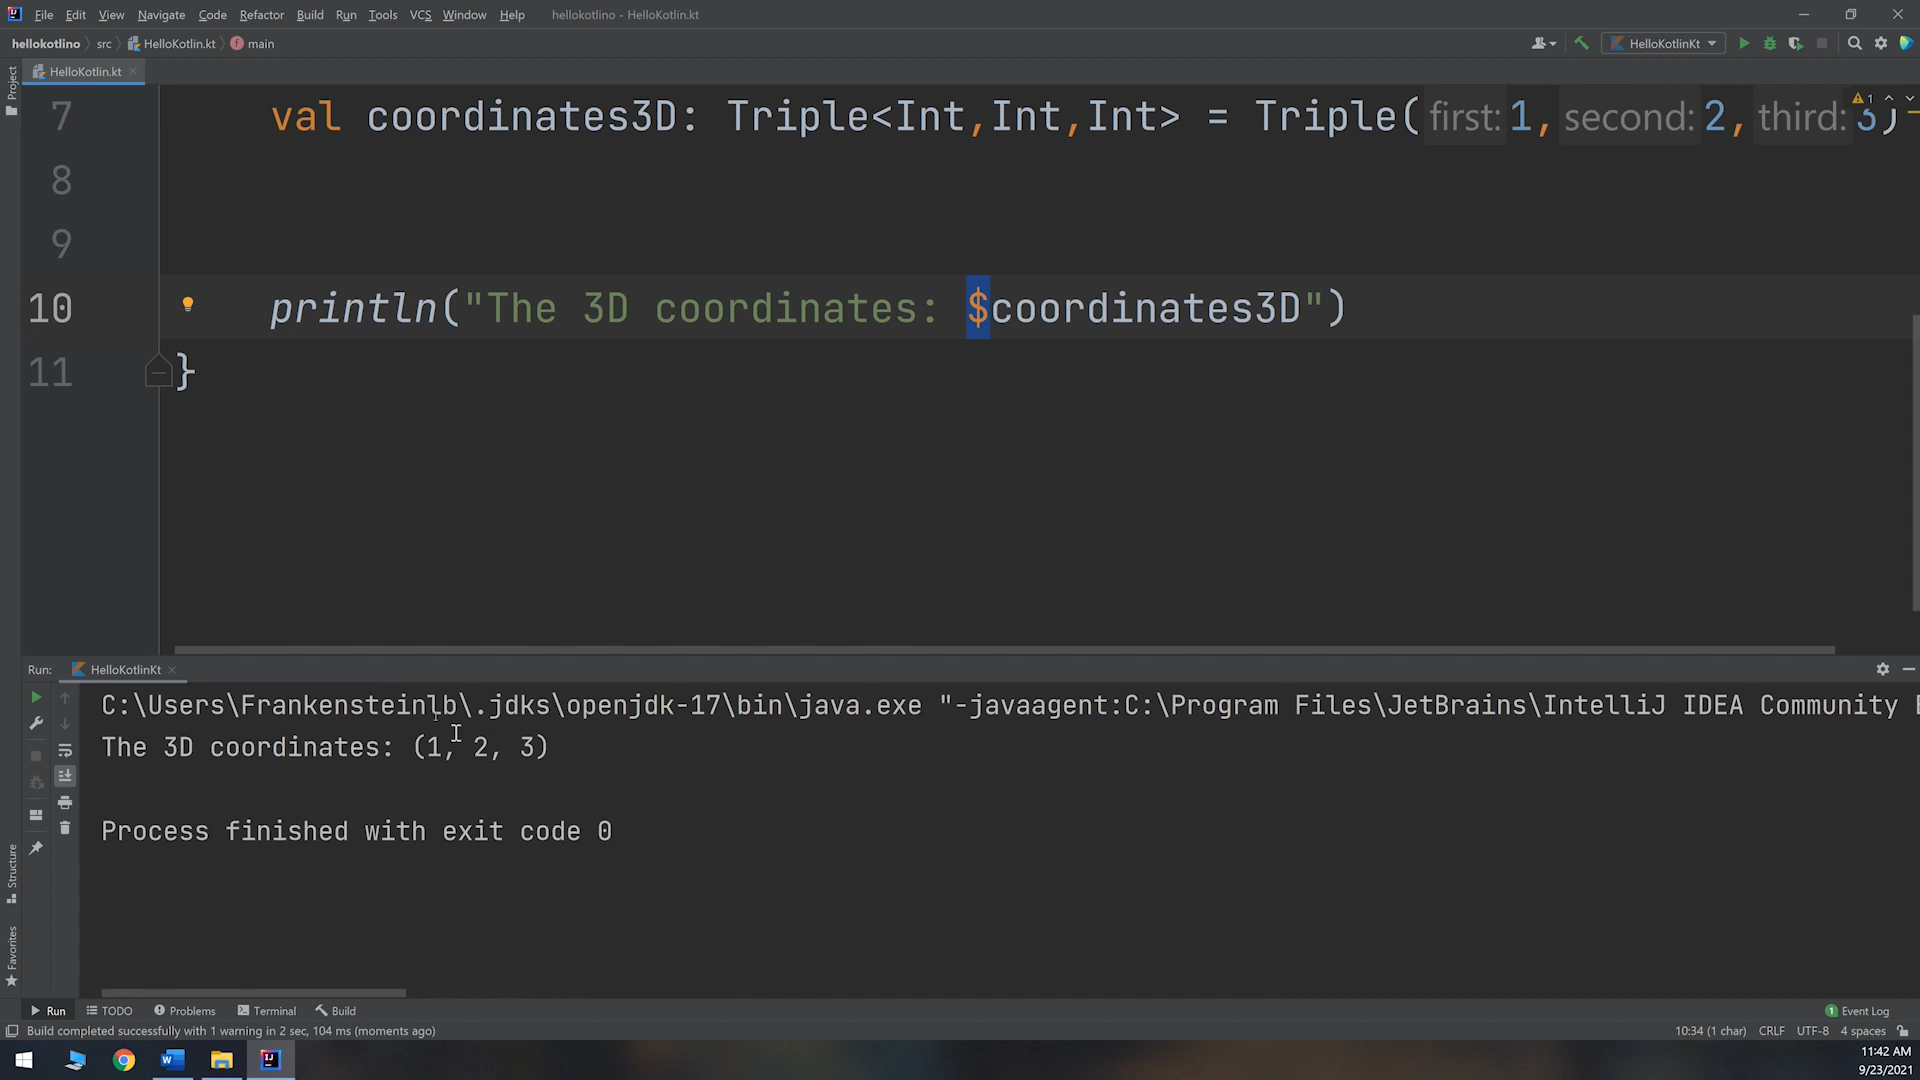 File Edit View Navigate Code Refactor Build Run Tools VCS Window Help hellokotlino - HelloKotlin.kt
hellokotlino src HelloKotlin.kt main HelloKotlinKt
Project
HelloKotlin.kt
7 val coordinates3D: Triple<Int,Int,Int> = Triple( first: 1, second: 2, third: 3)
1
8
9
10 println("The 3D coordinates: $coordinates3D")
11 }
Run: HelloKotlinKt
C:\Users\Frankensteinlb\.jdks\openjdk-17\bin\java.exe "-javaagent:C:\Program Files\JetBrains\IntelliJ IDEA Community E
The 3D coordinates: (1, 2, 3)
Process finished with exit code 0
Structure
Favorites
Run TODO Problems Terminal Build 1 Event Log
Build completed successfully with 1 warning in 2 sec, 104 ms (moments ago) 10:34 (1 char) CRLF UTF-8 4 spaces
11:42 AM
9/23/2021